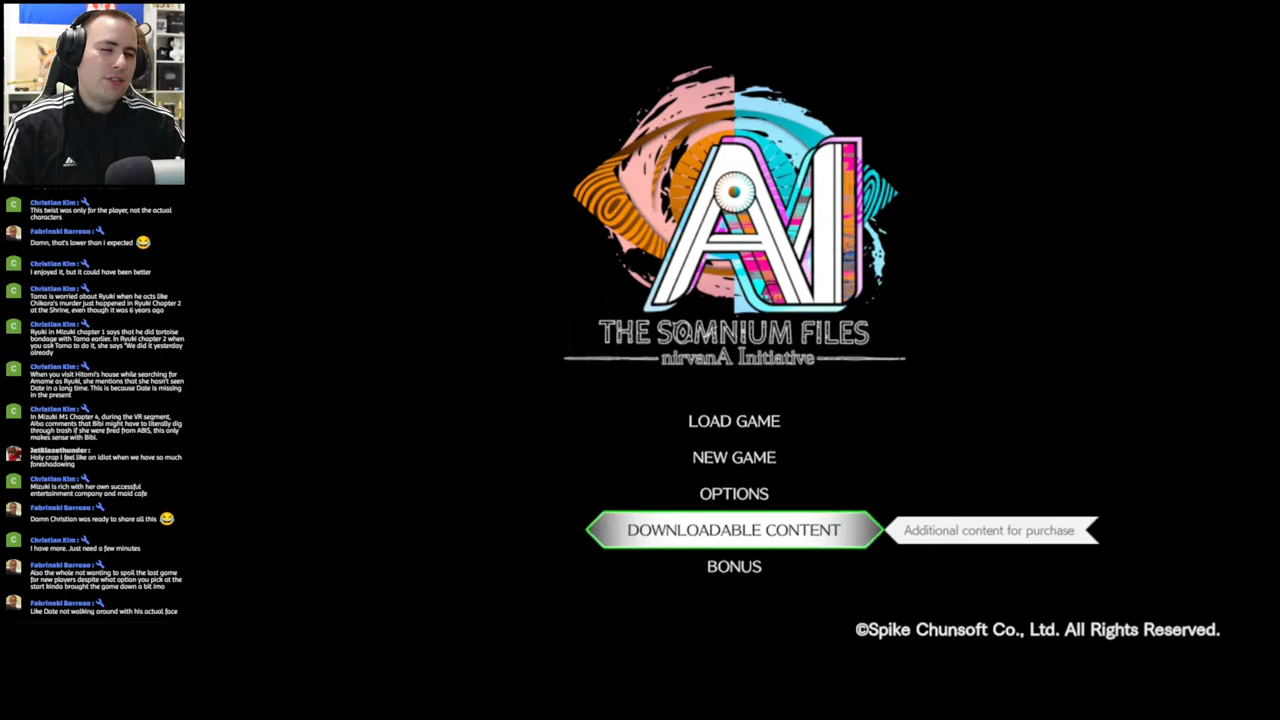 Christian Kim :
This twist was only for the player, not the actual
characters
Fabrinski Barroso :
Damn, that's lower than I expected 😂
Christian Kim :
I enjoyed it, but it could have been better
Christian Kim :
Tama is worried about Ryuki when he acts like
Chikara's murder just happened in Ryuki Chapter 2
at the Shrine, even though it was 6 years ago
Christian Kim :
Ryuki in Mizuki chapter 1 says that he did tortoise
bondage with Tama earlier. In Ryuki chapter 2 when
you ask Tama to do it, she says "We did it yesterday
already
Christian Kim :
When you visit Hitomi's house while searching for
Amame as Ryuki, she mentions that she hasn't seen
Date in a long time. This is because Date is missing
in the present
Christian Kim :
In Mizuki M1 Chapter 4, during the VR segment,
Aiba comments that Bibi might have to literally dig
through trash if she were fired from ABIS, this only
makes sense with Bibi.
JetBlazethunder :
Holy crap I feel like an idiot when we have so much
foreshadowing
Christian Kim :
Mizuki is rich with her own successful
entertainment company and maid cafe
Fabrinski Barroso :
Damn Christian was ready to share all this 😂
Christian Kim :
I have more. Just need a few minutes
Fabrinski Barroso :
Also the whole not wanting to spoil the last game
for new players despite what option you pick at the
start kinda brought the game down a bit imo
Fabrinski Barroso :
Like Date not walking around with his actual face
AI
THE SOMNIUM FILES
nirvanA Initiative
LOAD GAME
NEW GAME
OPTIONS
DOWNLOADABLE CONTENT
Additional content for purchase
BONUS
©Spike Chunsoft Co., Ltd. All Rights Reserved.